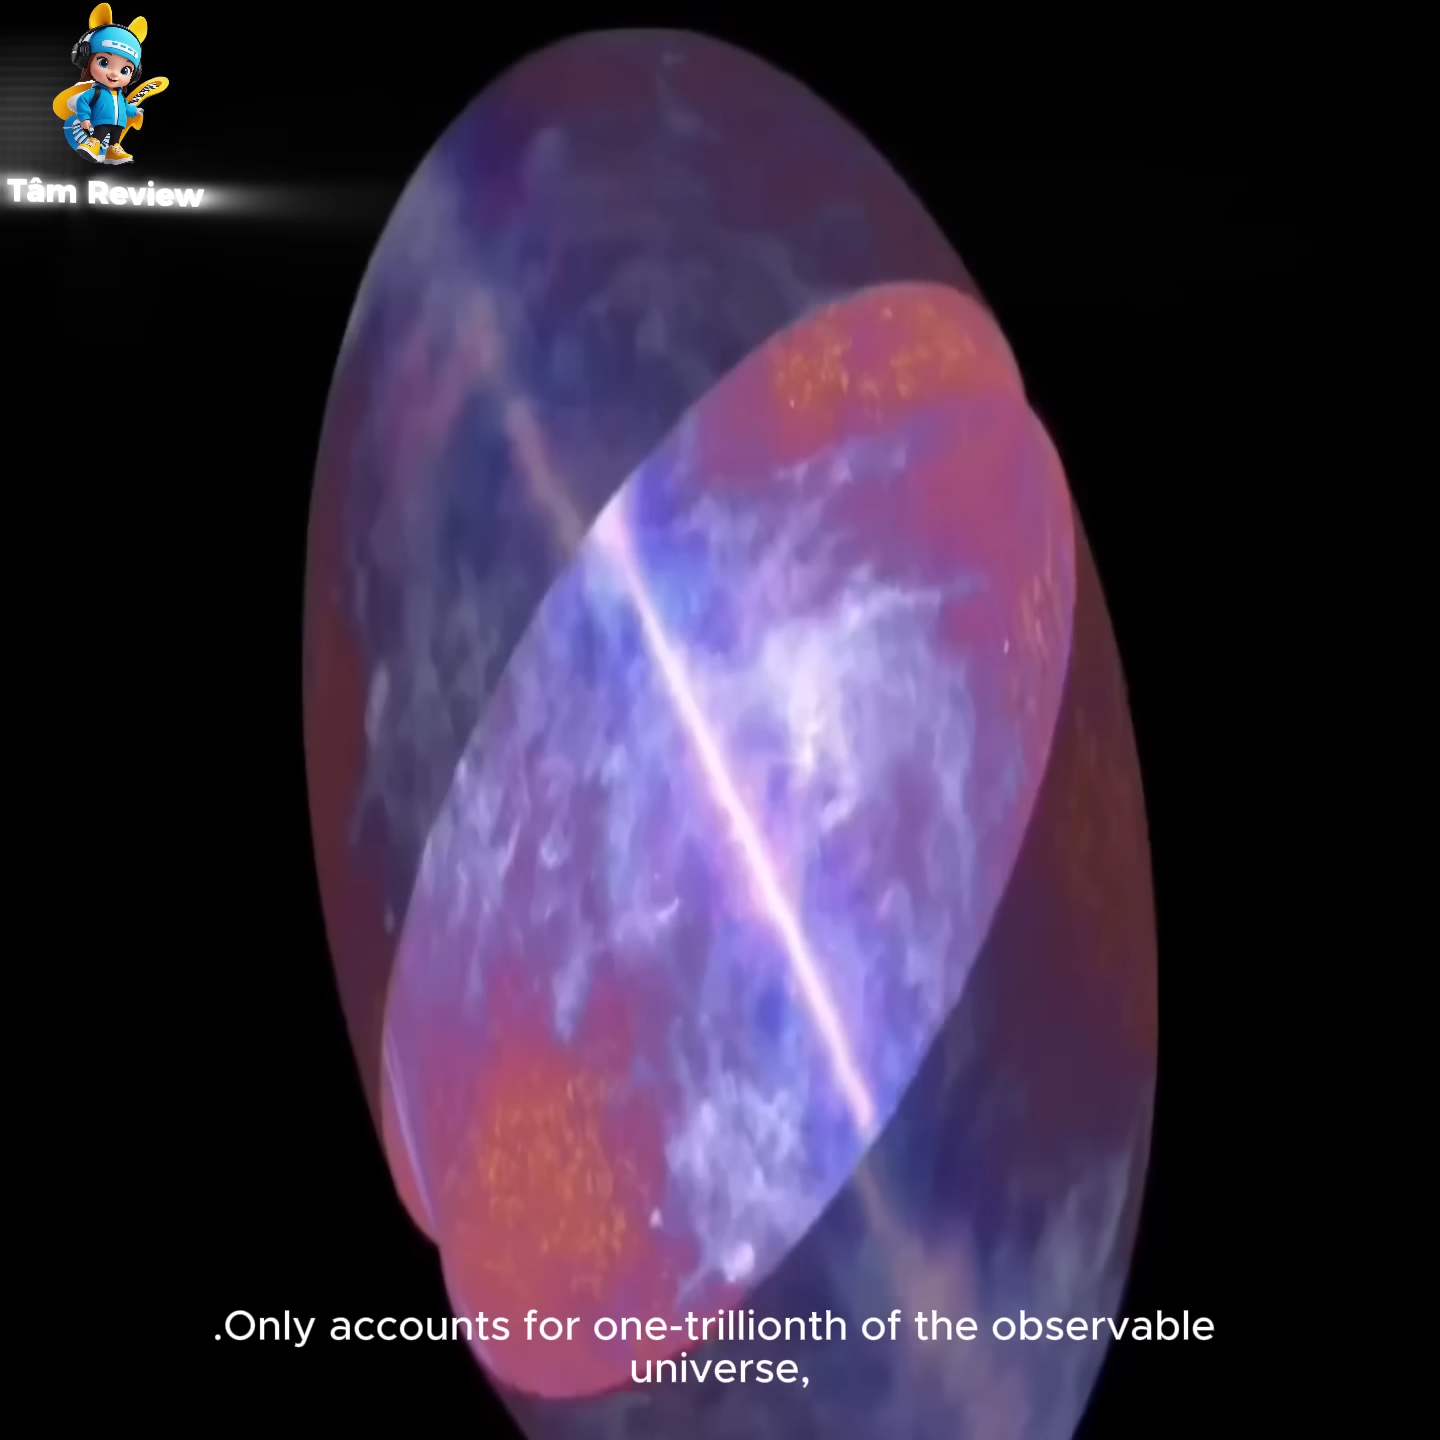 Tâm Review
.Only accounts for one-trillionth of the observable
universe,